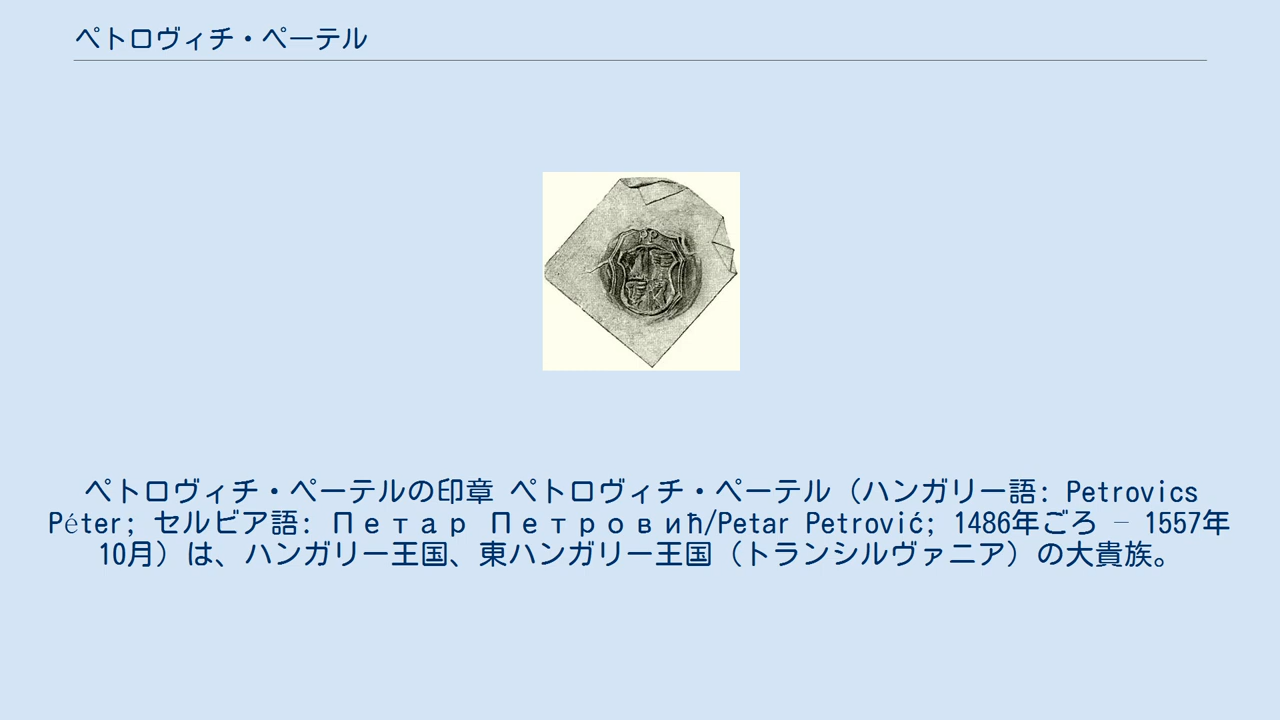 ペトロヴィチ・ペーテル
PP
ペトロヴィチ・ペーテルの印章 ペトロヴィチ・ペーテル（ハンガリー語: Petrovics
Péter; セルビア語: Петар Петровић/Petar Petrović; 1486年ごろ – 1557年
10月）は、ハンガリー王国、東ハンガリー王国（トランシルヴァニア）の大貴族。